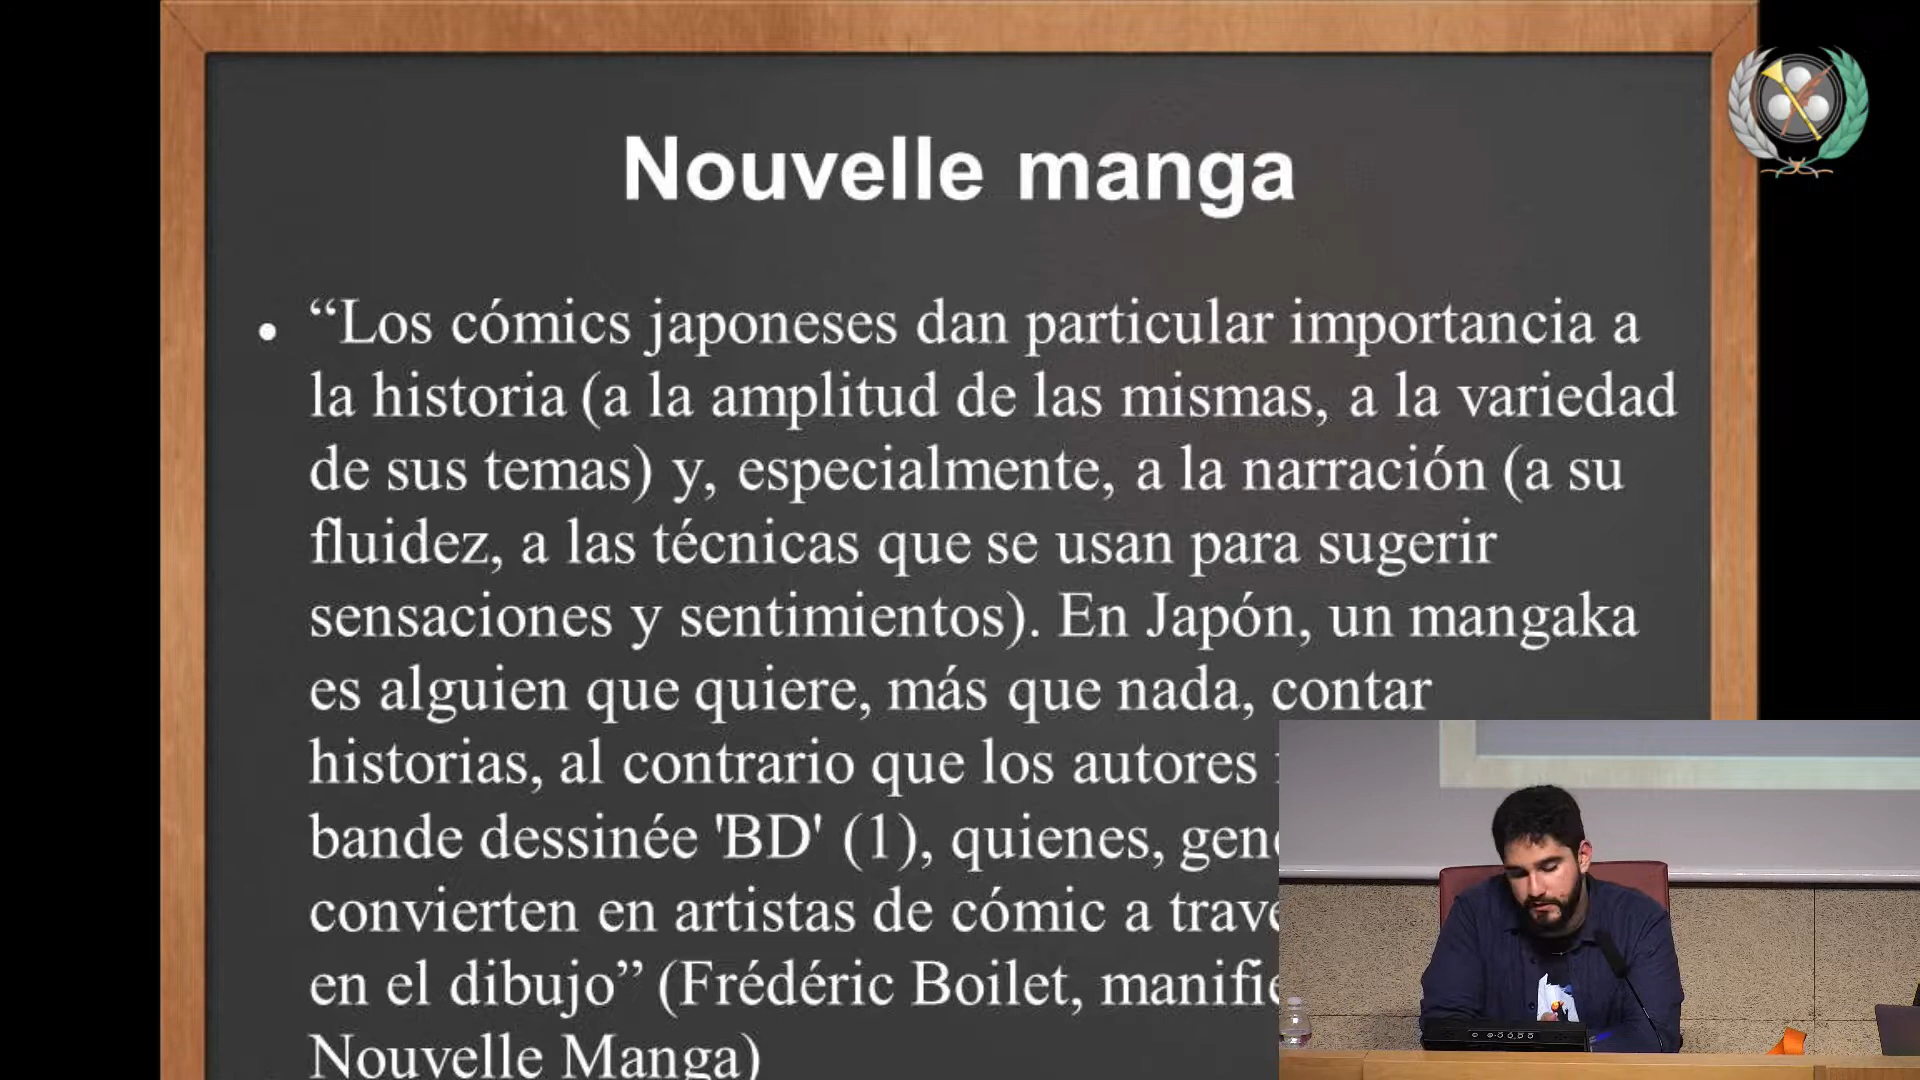 Nouvelle manga
• “Los cómics japoneses dan particular importancia a
la historia (a la amplitud de las mismas, a la variedad
de sus temas) y, especialmente, a la narración (a su
fluidez, a las técnicas que se usan para sugerir
sensaciones y sentimientos). En Japón, un mangaka
es alguien que quiere, más que nada, contar
historias, al contrario que los autores
bande dessinée 'BD' (1), quienes,
convierten en artistas de cómic a
en el dibujo” (Frédéric Boilet,
Nouvelle Manga)